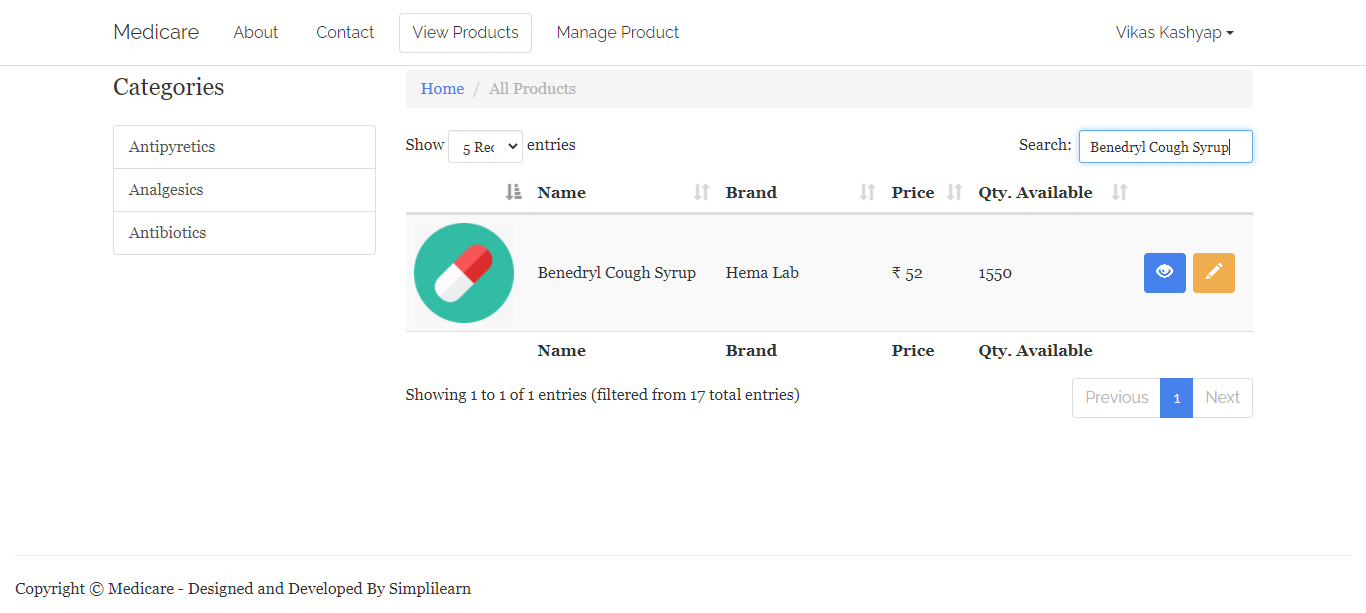 Medicare About Contact View Products Manage Product Vikas Kashyap
Categories
Antipyretics
Analgesics
Antibiotics
Home / All Products
Show 5 Rec entries Search: Benedryl Cough Syrup
Name Brand Price Qty. Available
Benedryl Cough Syrup Hema Lab ₹ 52 1550
Name Brand Price Qty. Available
Showing 1 to 1 of 1 entries (filtered from 17 total entries) Previous 1 Next
Copyright © Medicare - Designed and Developed By Simplilearn